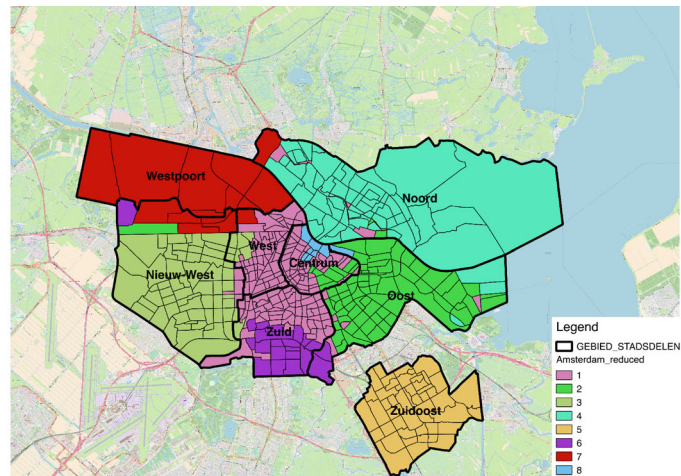 Westpoort
Noord
West
Centrum
Nieuw-West
Oost
Zuid
Zuidoost
Legend
GEBIED_STADSDELEN
Amsterdam_reduced
1
2
3
4
5
6
7
8